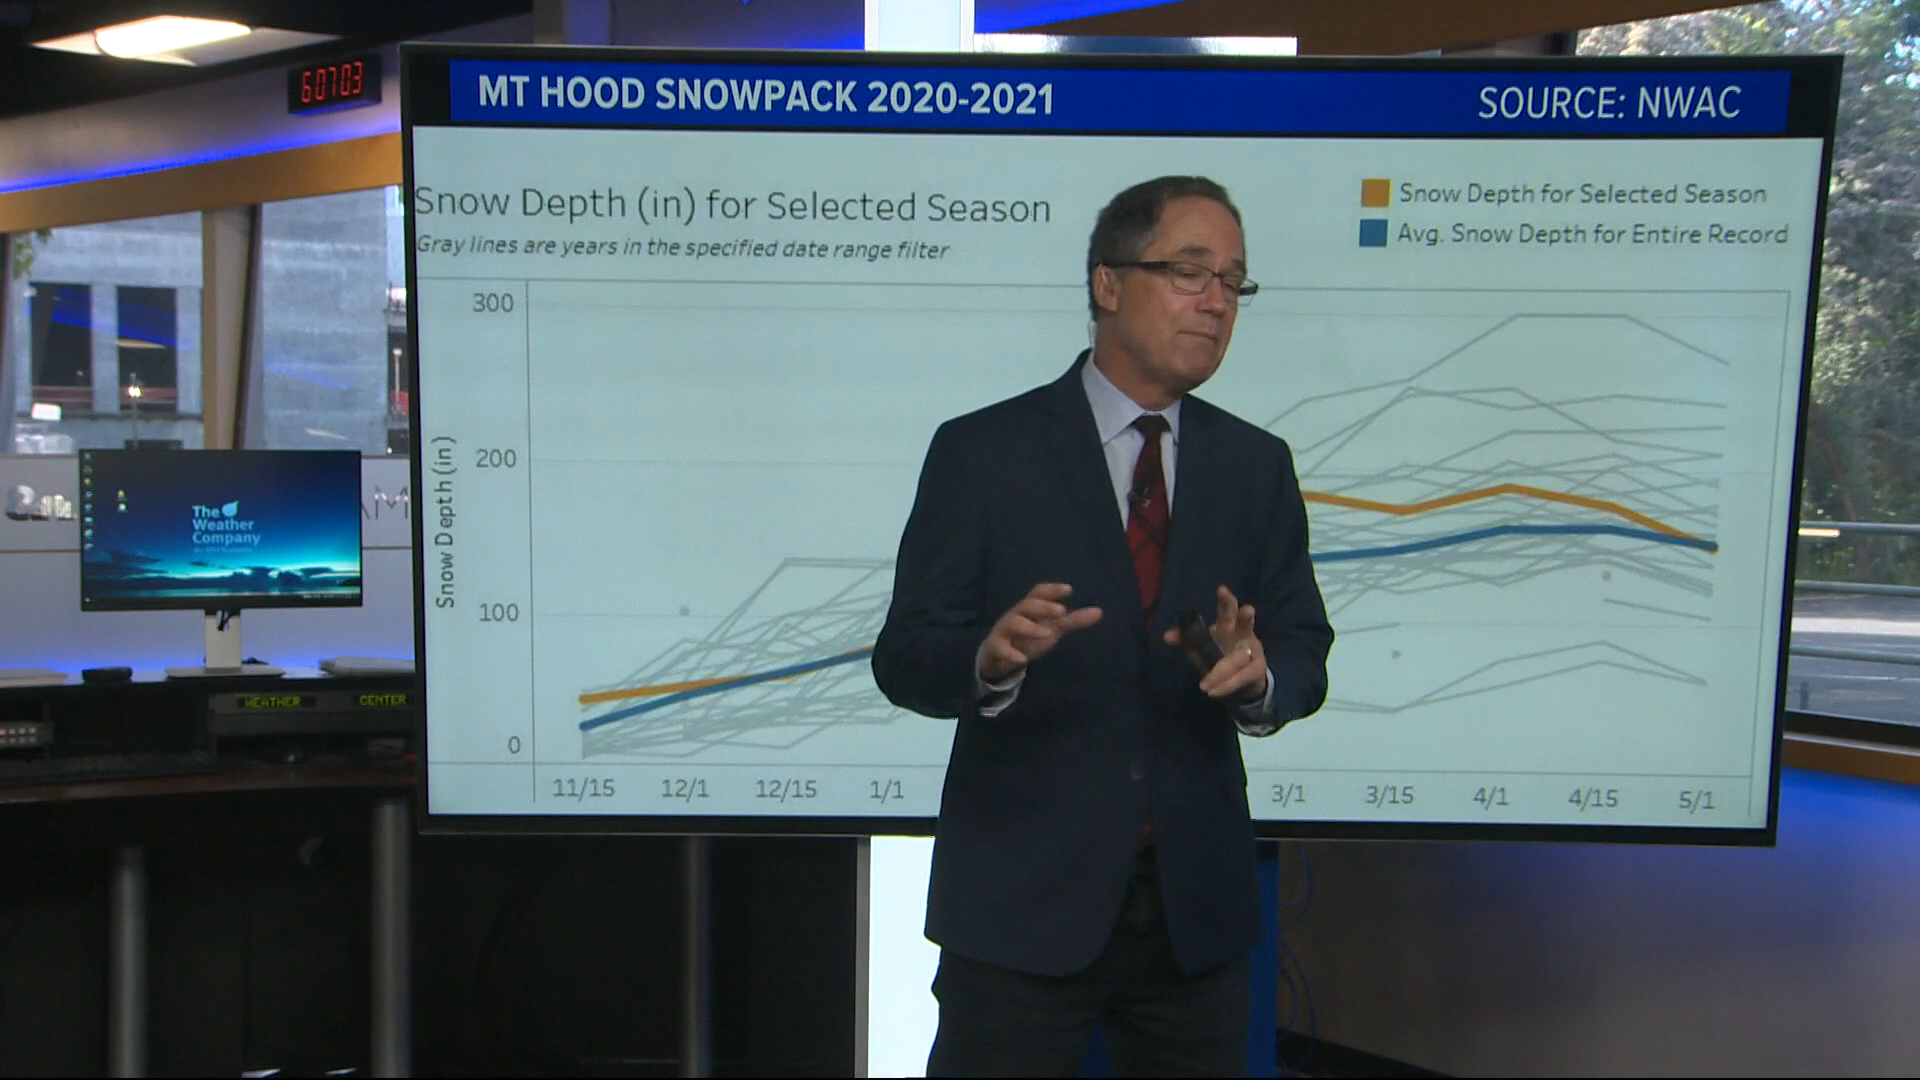 60703
MT HOOD SNOWPACK 2020-2021
SOURCE: NWAC
Snow Depth (in) for Selected Season
Gray lines are years in the specified date range filter
Snow Depth for Selected Season
Avg. Snow Depth for Entire Record
Snow Depth (in)
300
200
100
0
11/15 12/1 12/15 1/1 3/1 3/15 4/1 4/15 5/1
The
Weather
Company
WEATHER CENTER